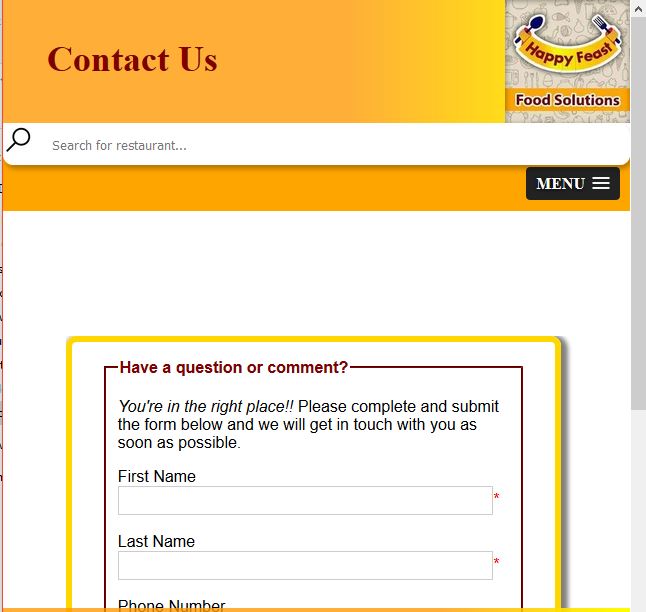 Contact Us
Happy Feast
Food Solutions
Search for restaurant...
MENU
Have a question or comment?
You're in the right place!! Please complete and submit
the form below and we will get in touch with you as
soon as possible.
First Name
*
Last Name
*
Phone Number